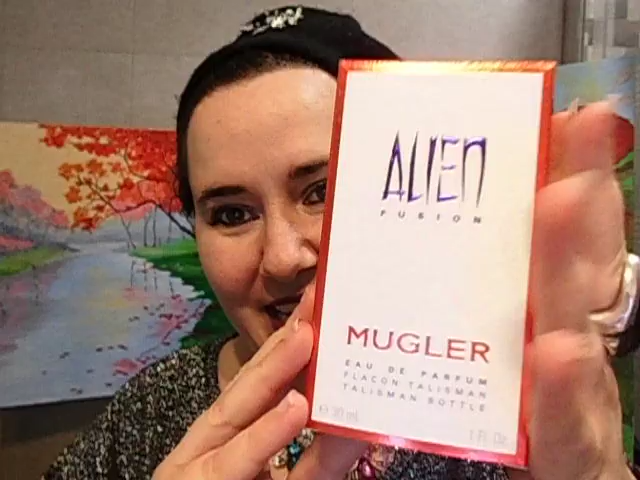 ALIEN
FUSION
MUGLER
EAU DE PARFUM
FLACON TALISMAN
TALISMAN BOTTLE
℮ 30 ml
1 Fl. Oz.